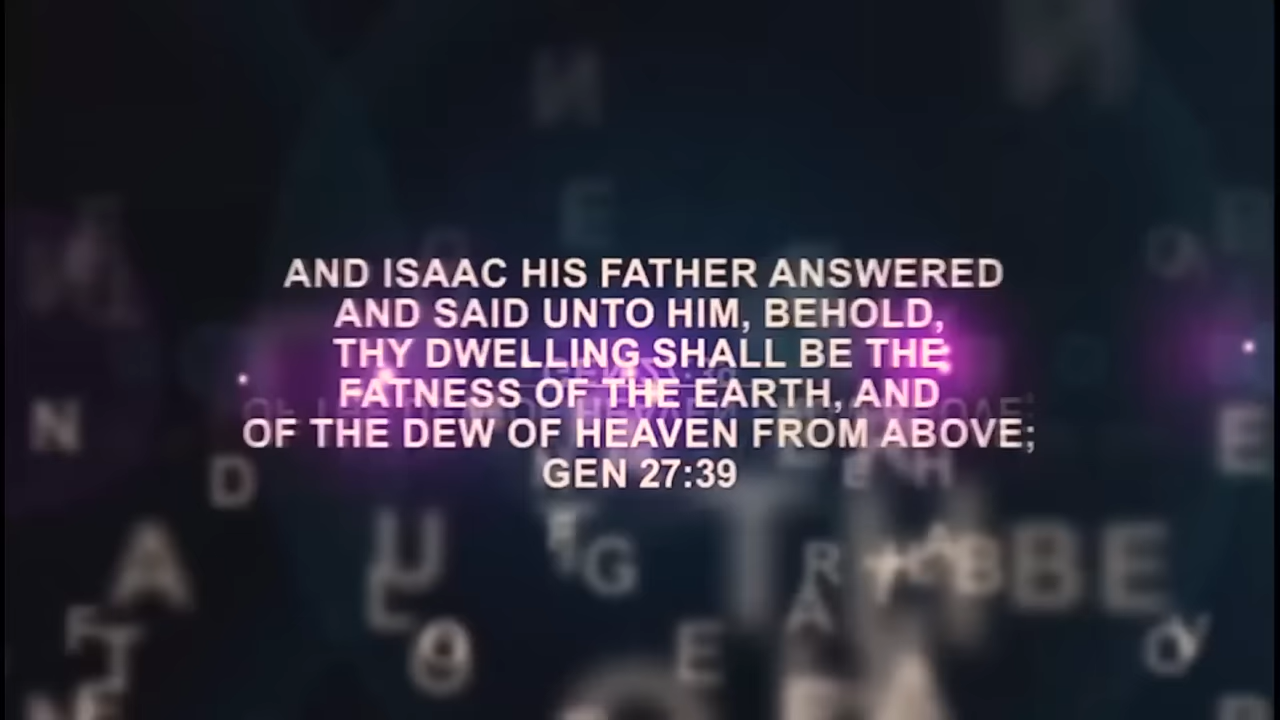 AND ISAAC HIS FATHER ANSWERED
AND SAID UNTO HIM, BEHOLD,
THY DWELLING SHALL BE THE
FATNESS OF THE EARTH, AND
OF THE DEW OF HEAVEN FROM ABOVE;
GEN 27:39